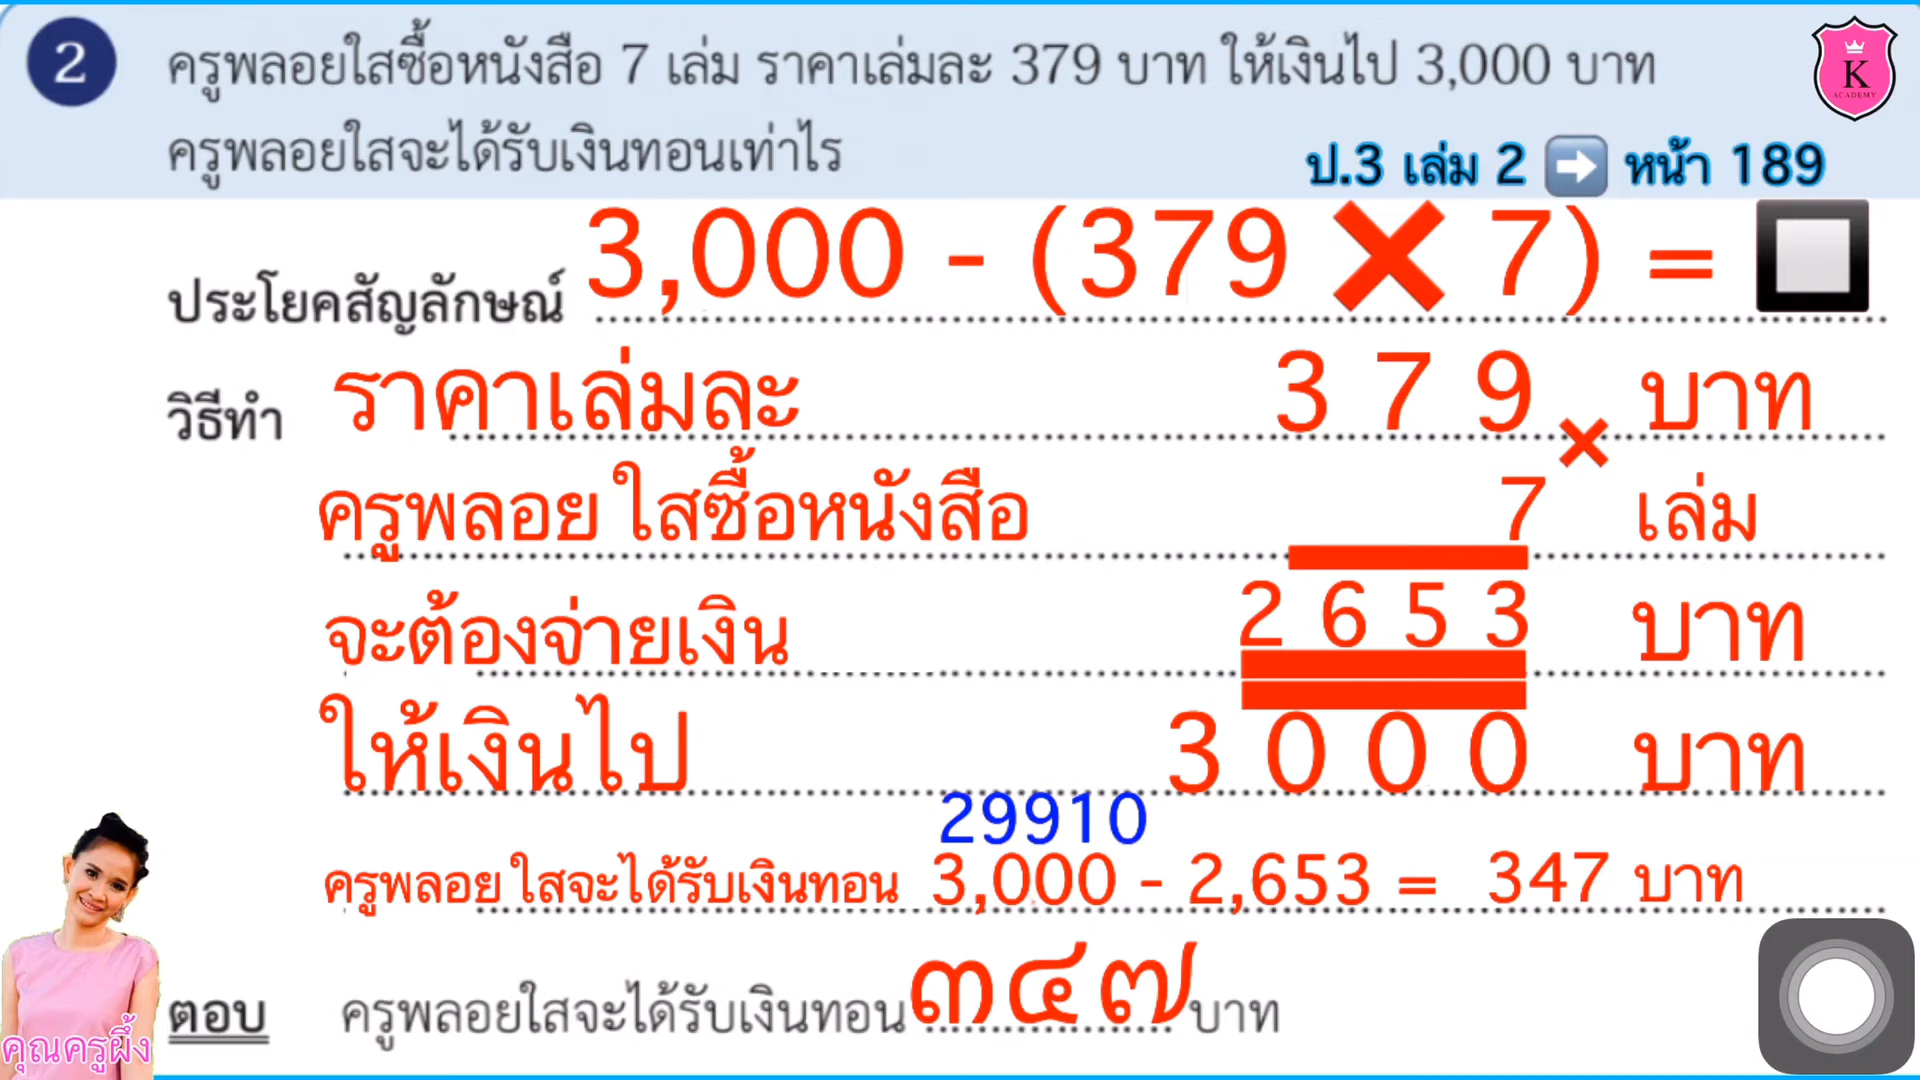 2 ครูพลอยใสซื้อหนังสือ 7 เล่ม ราคาเล่มละ 379 บาท ให้เงินไป 3,000 บาท
K
ACADEMY
ครูพลอยใสจะได้รับเงินทอนเท่าไร
ป.3 เล่ม 2 ➡ หน้า 189
ประโยคสัญลักษณ์ 3,000 - (379 ✖ 7) = 🔲
วิธีทำ ราคาเล่มละ 3 7 9 บาท
×
ครูพลอยใสซื้อหนังสือ 7 เล่ม
จะต้องจ่ายเงิน 2 6 5 3 บาท
ให้เงินไป 3 0 0 0 บาท
29910
ครูพลอยใสจะได้รับเงินทอน 3,000 - 2,653 = 347 บาท
ตอบ ครูพลอยใสจะได้รับเงินทอน ๓๔๗ บาท
คุณครูผึ้ง